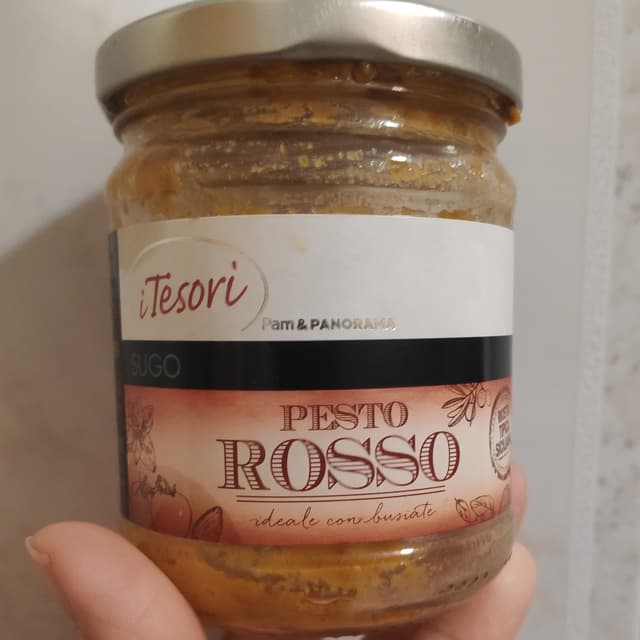 iTesori
Pam & PANORAMA
SUGO
PESTO
ROSSO
ideale con busiate